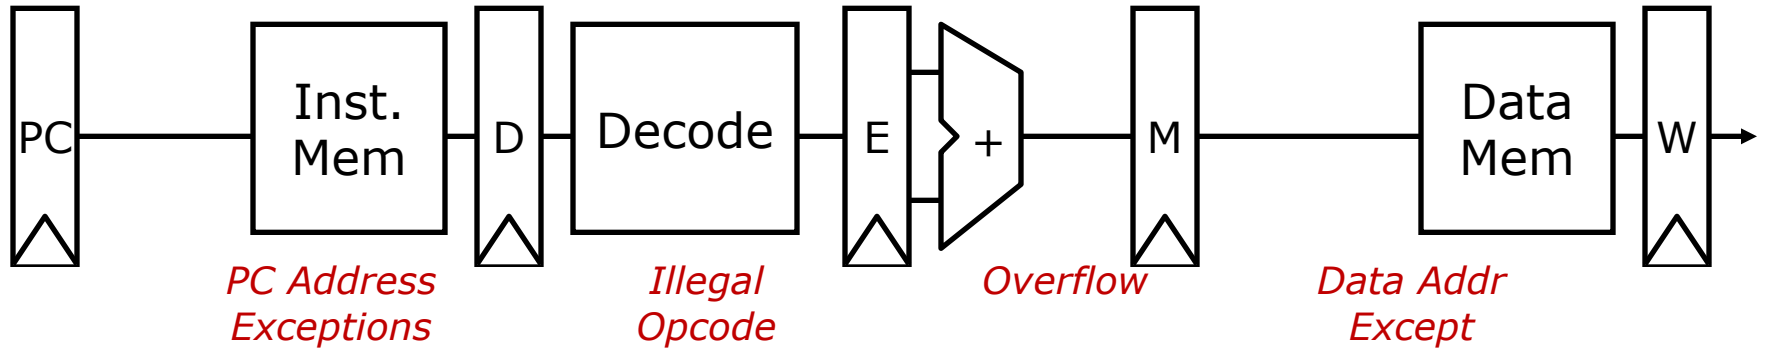 PC
Inst.
Mem
D
Decode
E
+
M
Data
Mem
W
PC Address
Exceptions
Illegal
Opcode
Overflow
Data Addr
Except